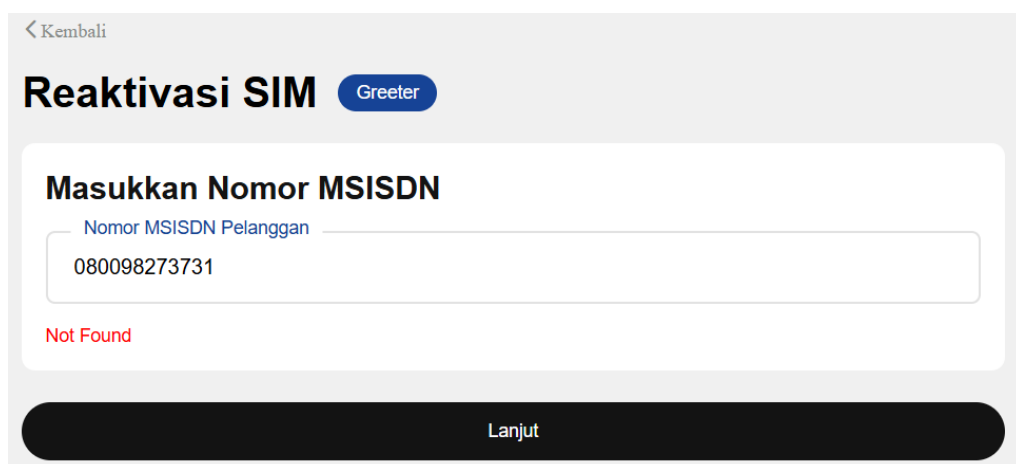 Kembali
Reaktivasi SIM Greeter
Masukkan Nomor MSISDN
Nomor MSISDN Pelanggan
080098273731
Not Found
Lanjut